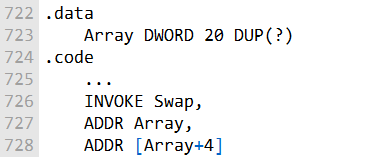 722 .data
723     Array DWORD 20 DUP(?)
724 .code
725     ...
726     INVOKE Swap,
727     ADDR Array,
728     ADDR [Array+4]